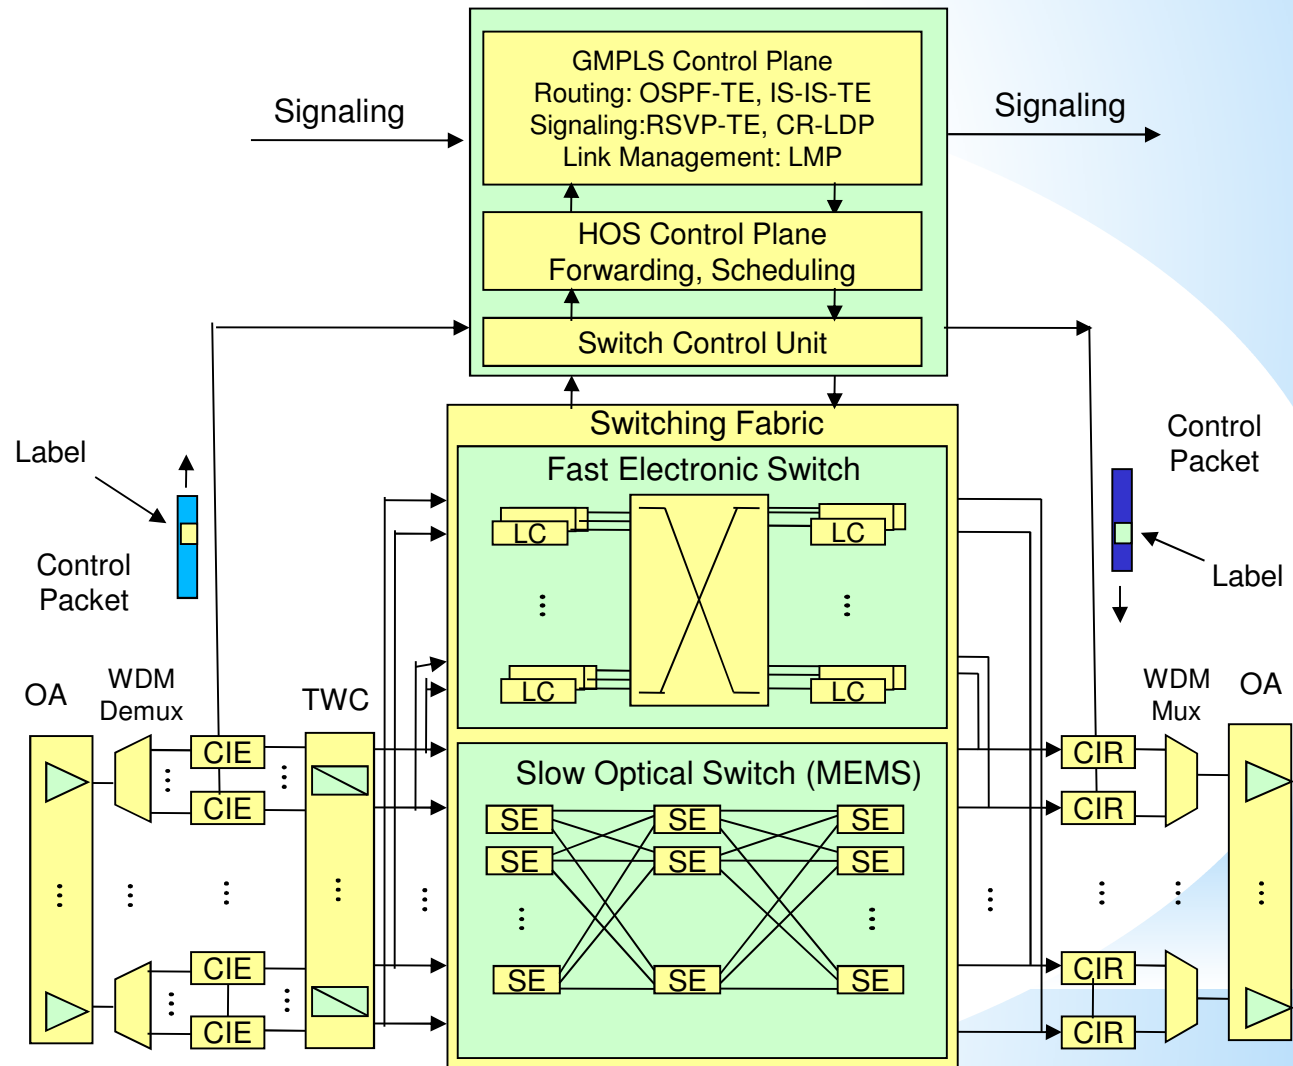 GMPLS Control Plane
Routing: OSPF-TE, IS-IS-TE
Signaling:RSVP-TE, CR-LDP
Link Management: LMP
Signaling
Signaling
HOS Control Plane
Forwarding, Scheduling
Switch Control Unit
Switching Fabric
Fast Electronic Switch
LC
LC
LC
LC
Label
Control
Packet
Control
Packet
Label
OA
WDM
Demux
TWC
WDM
Mux
OA
CIE
CIE
CIE
CIE
Slow Optical Switch (MEMS)
SE
SE
SE
SE
SE
SE
SE
SE
SE
CIR
CIR
CIR
CIR